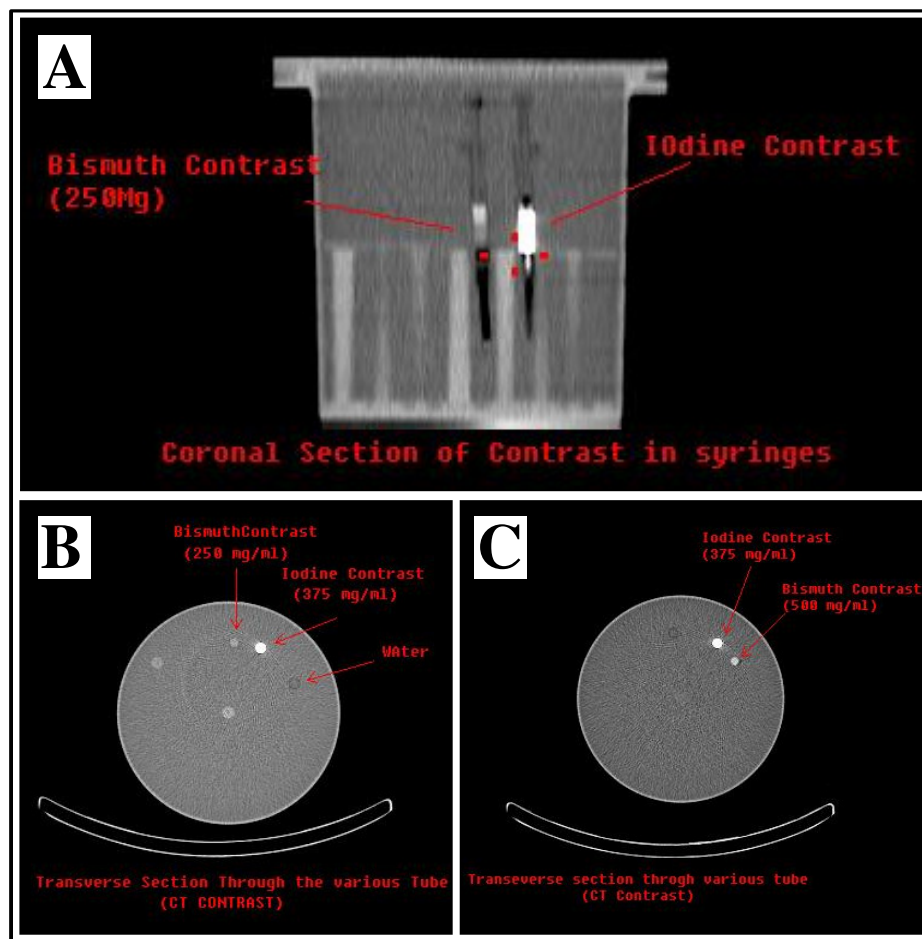 A
Bismuth Contrast
(250Mg)
IOdine Contrast
Coronal Section of Contrast in syringes
B
BismuthContrast
(250 mg/ml)
Iodine Contrast
(375 mg/ml)
WAter
Transverse Section Through the various Tube
(CT CONTRAST)
C
Iodine Contrast
(375 mg/ml)
Bismuth Contrast
(500 mg/ml)
Transeverse section throgh various tube
(CT Contrast)